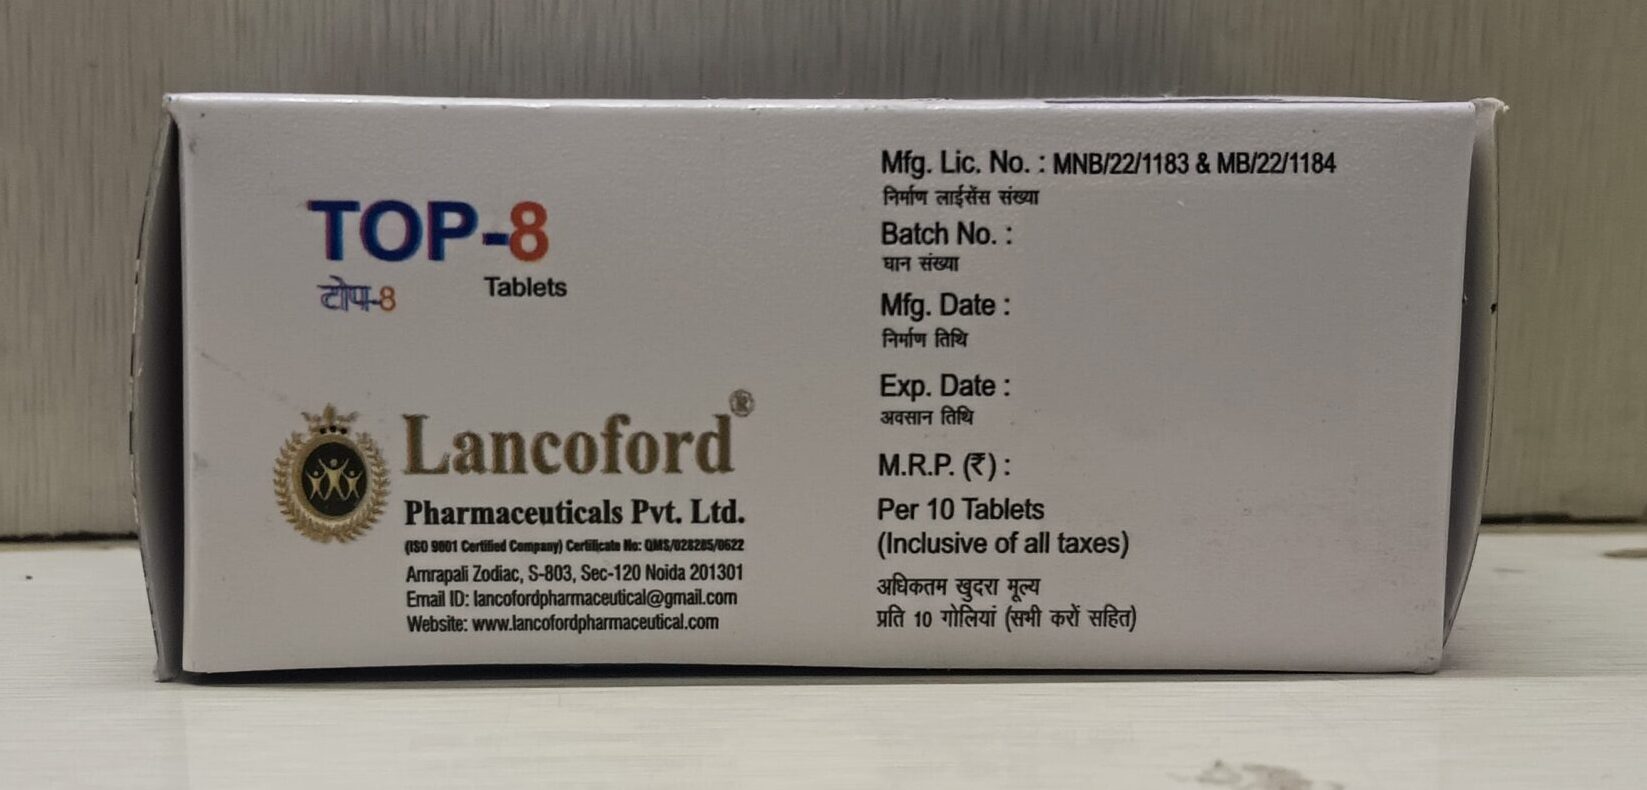 TOP-8
टोप-8
Tablets
Lancoford®
Pharmaceuticals Pvt. Ltd.
(ISO 9001 Certified Company) Certificate No: QMS/028285/0622
Amrapali Zodiac, S-803, Sec-120 Noida 201301
Email ID: lancofordpharmaceutical@gmail.com
Website: www.lancofordpharmaceutical.com
Mfg. Lic. No. : MNB/22/1183 & MB/22/1184
निर्माण लाईसेंस संख्या
Batch No. :
घान संख्या
Mfg. Date :
निर्माण तिथि
Exp. Date :
अवसान तिथि
M.R.P. (₹) :
Per 10 Tablets
(Inclusive of all taxes)
अधिकतम खुदरा मूल्य
प्रति 10 गोलियां (सभी करों सहित)